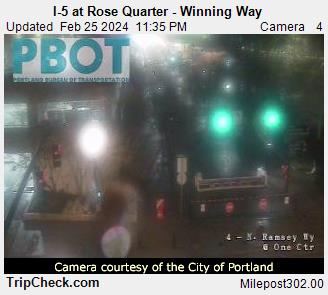 I-5 at Rose Quarter - Winning Way
Updated  Feb 25 2024  11:35 PM
Camera  4
PBOT
PORTLAND BUREAU OF TRANSPORTATION
4 - N. Ramsey Wy
@ One Ctr
Camera courtesy of the City of Portland
TripCheck.com
Milepost302.00